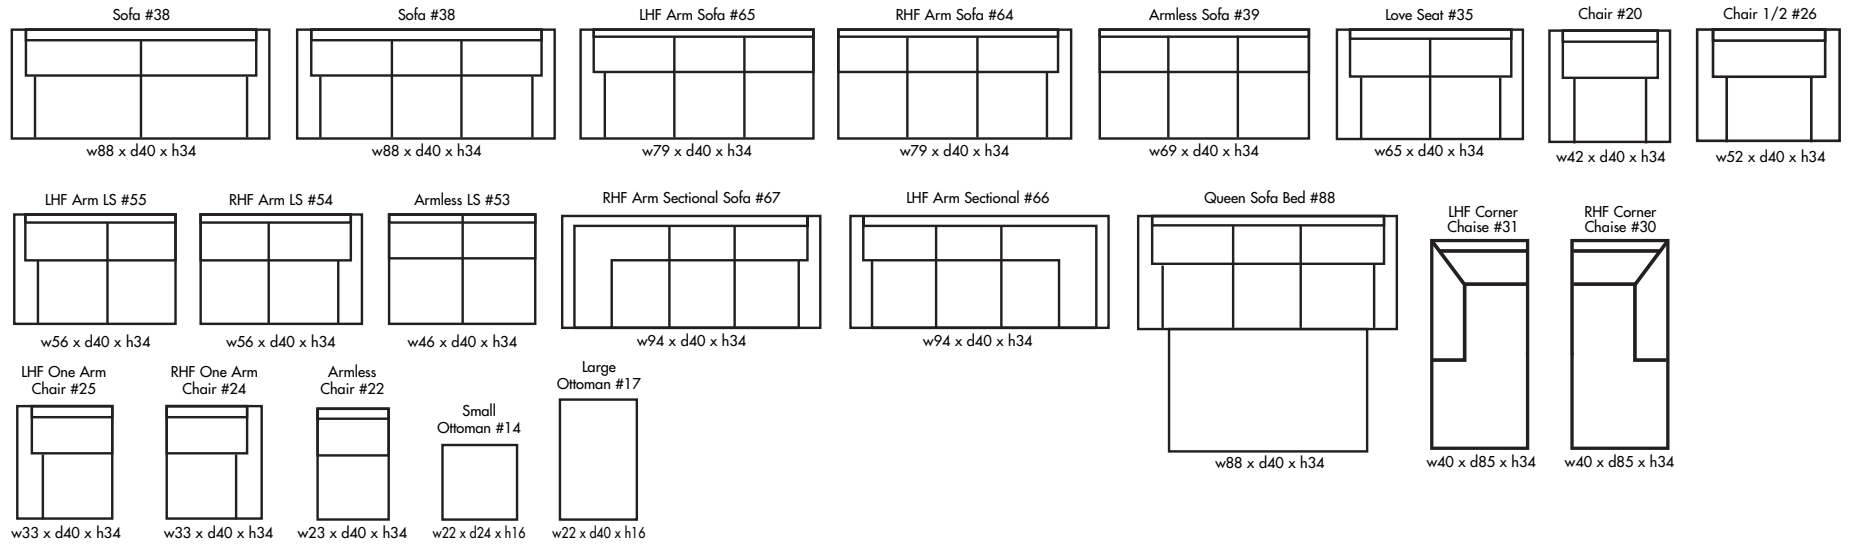 Sofa #38
w88 x d40 x h34
Sofa #38
w88 x d40 x h34
LHF Arm Sofa #65
w79 x d40 x h34
RHF Arm Sofa #64
w79 x d40 x h34
Armless Sofa #39
w69 x d40 x h34
Love Seat #35
w65 x d40 x h34
Chair #20
w42 x d40 x h34
Chair 1/2 #26
w52 x d40 x h34
LHF Arm LS #55
w56 x d40 x h34
RHF Arm LS #54
w56 x d40 x h34
Armless LS #53
w46 x d40 x h34
RHF Arm Sectional Sofa #67
w94 x d40 x h34
LHF Arm Sectional #66
w94 x d40 x h34
Queen Sofa Bed #88
w88 x d40 x h34
LHF Corner
Chaise #31
w40 x d85 x h34
RHF Corner
Chaise #30
w40 x d85 x h34
LHF One Arm
Chair #25
w33 x d40 x h34
RHF One Arm
Chair #24
w33 x d40 x h34
Armless
Chair #22
w23 x d40 x h34
Small
Ottoman #14
w22 x d24 x h16
Large
Ottoman #17
w22 x d40 x h16